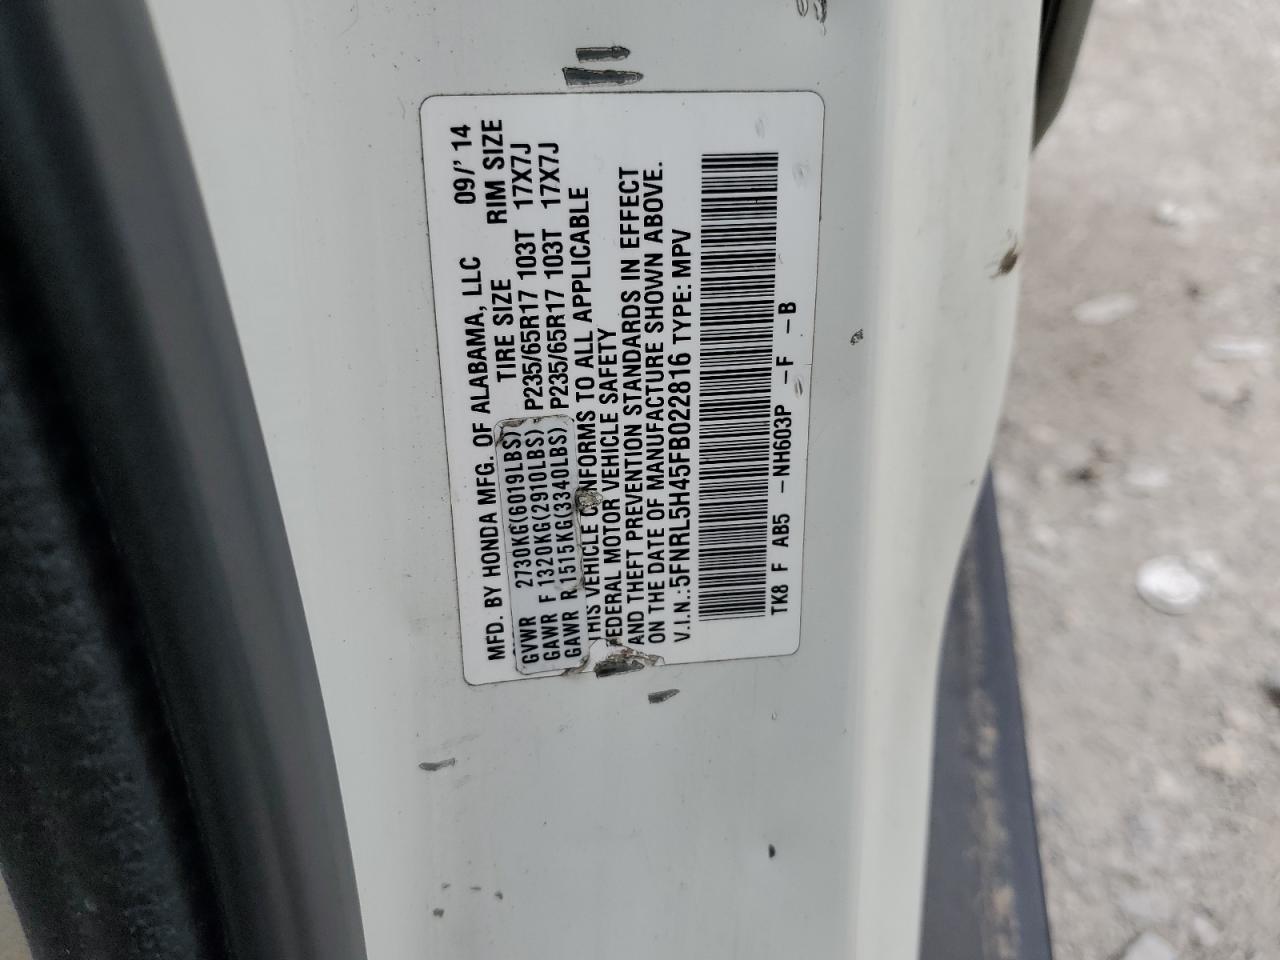 MFD. BY HONDA MFG. OF ALABAMA, LLC 09/'14
TIRE SIZE RIM SIZE
GVWR 2730KG(6019LBS)
GAWR F 1320KG(2910LBS) P235/65R17 103T 17X7J
GAWR R 1515KG(3340LBS) P235/65R17 103T 17X7J
THIS VEHICLE CONFORMS TO ALL APPLICABLE
FEDERAL MOTOR VEHICLE SAFETY
AND THEFT PREVENTION STANDARDS IN EFFECT
ON THE DATE OF MANUFACTURE SHOWN ABOVE.
V.I.N.:5FNRL5H45FB022816 TYPE: MPV
TK8 F AB5 -NH603P -F -B